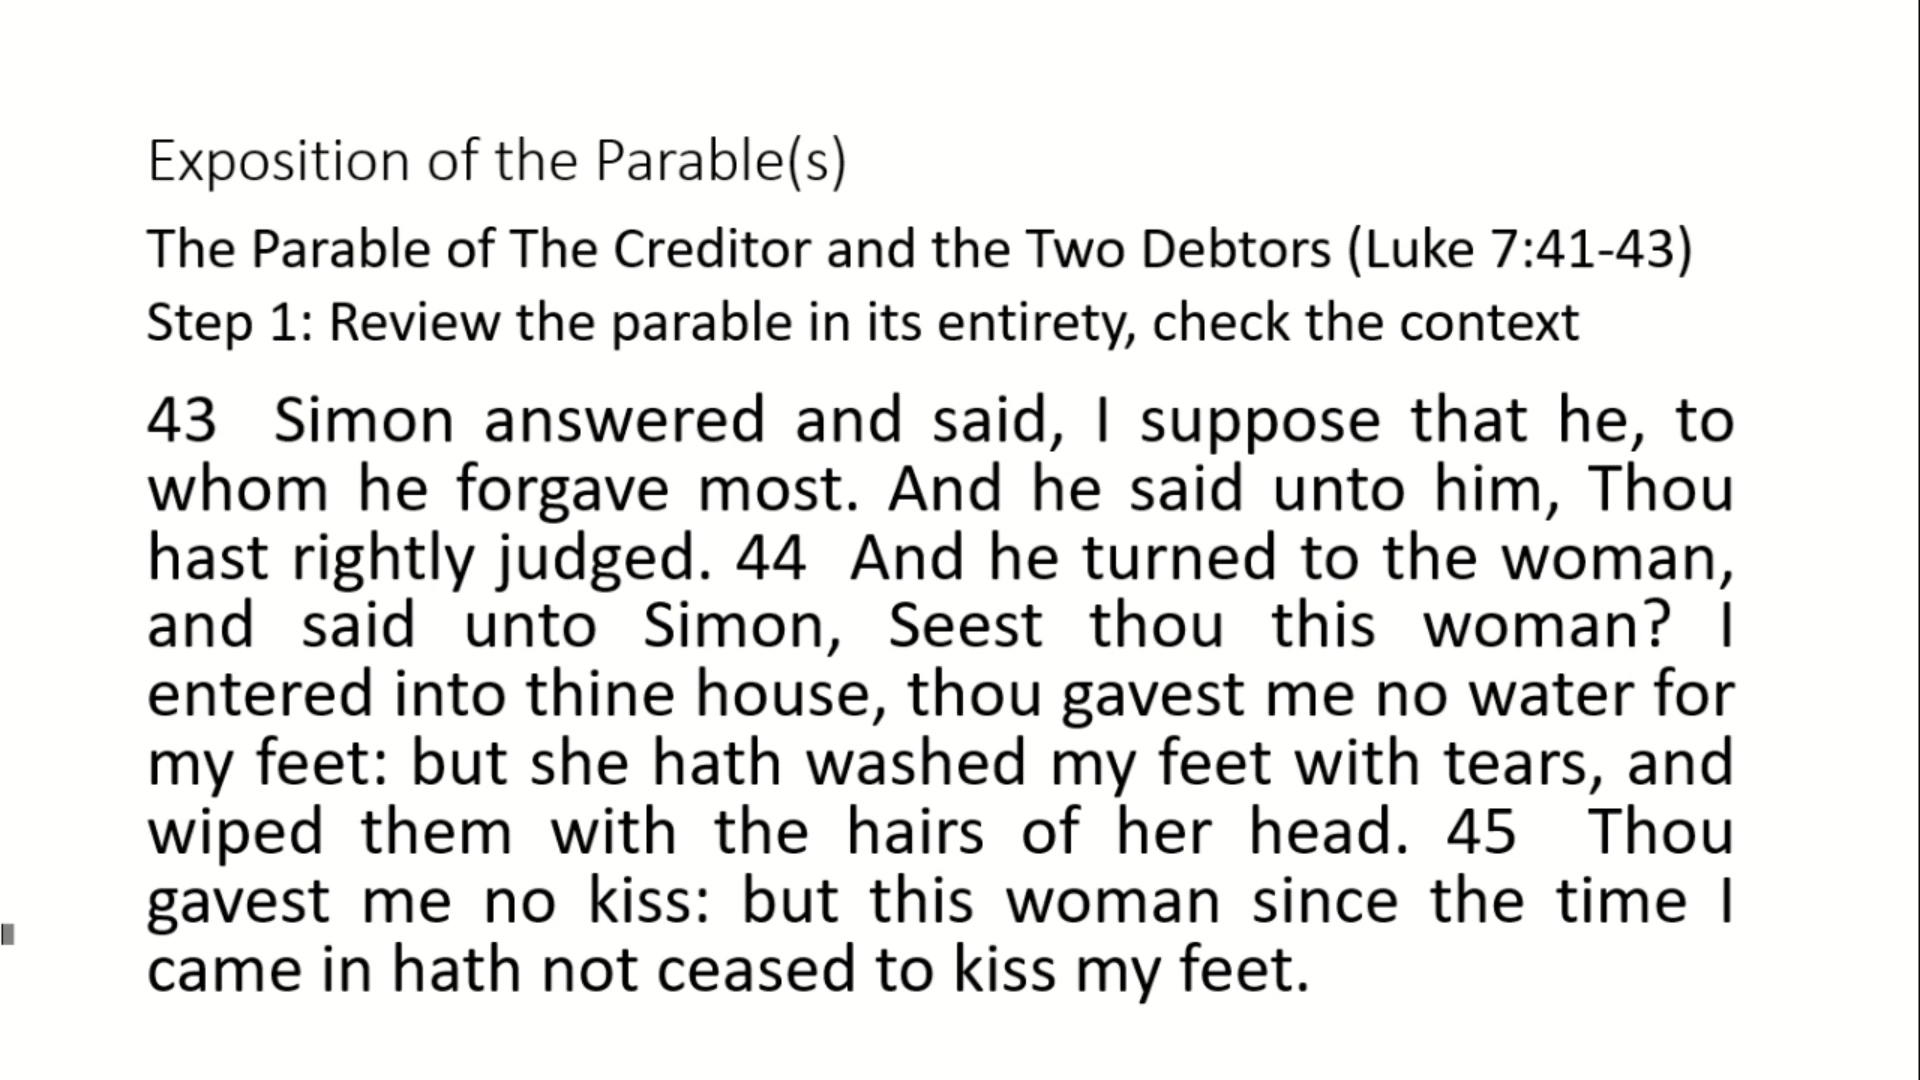 Exposition of the Parable(s)
The Parable of The Creditor and the Two Debtors (Luke 7:41-43)
Step 1: Review the parable in its entirety, check the context
43 Simon answered and said, I suppose that he, to
whom he forgave most. And he said unto him, Thou
hast rightly judged. 44 And he turned to the woman,
and said unto Simon, Seest thou this woman? I
entered into thine house, thou gavest me no water for
my feet: but she hath washed my feet with tears, and
wiped them with the hairs of her head. 45 Thou
gavest me no kiss: but this woman since the time I
came in hath not ceased to kiss my feet.